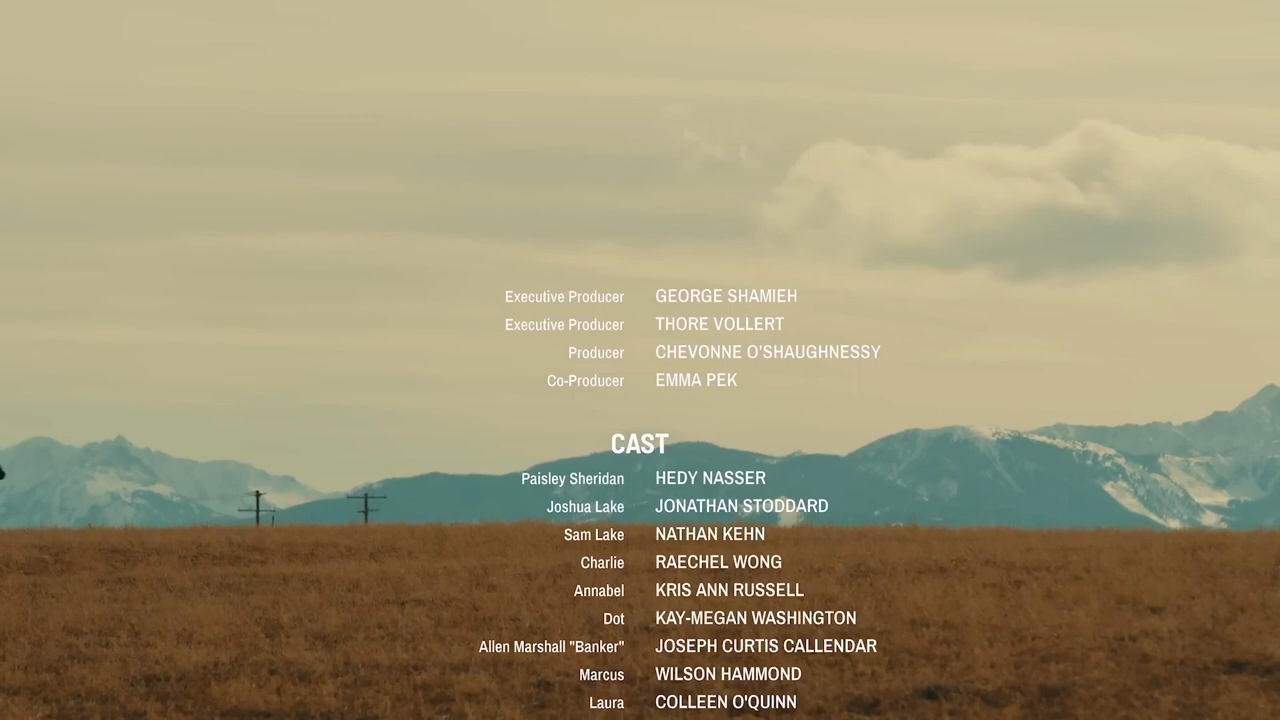 Executive Producer GEORGE SHAMIEH
Executive Producer THORE VOLLERT
Producer CHEVONNE O'SHAUGHNESSY
Co-Producer EMMA PEK
CAST
Paisley Sheridan HEDY NASSER
Joshua Lake JONATHAN STODDARD
Sam Lake NATHAN KEHN
Charlie RAECHEL WONG
Annabel KRIS ANN RUSSELL
Dot KAY-MEGAN WASHINGTON
Allen Marshall "Banker" JOSEPH CURTIS CALLENDAR
Marcus WILSON HAMMOND
Laura COLLEEN O'QUINN